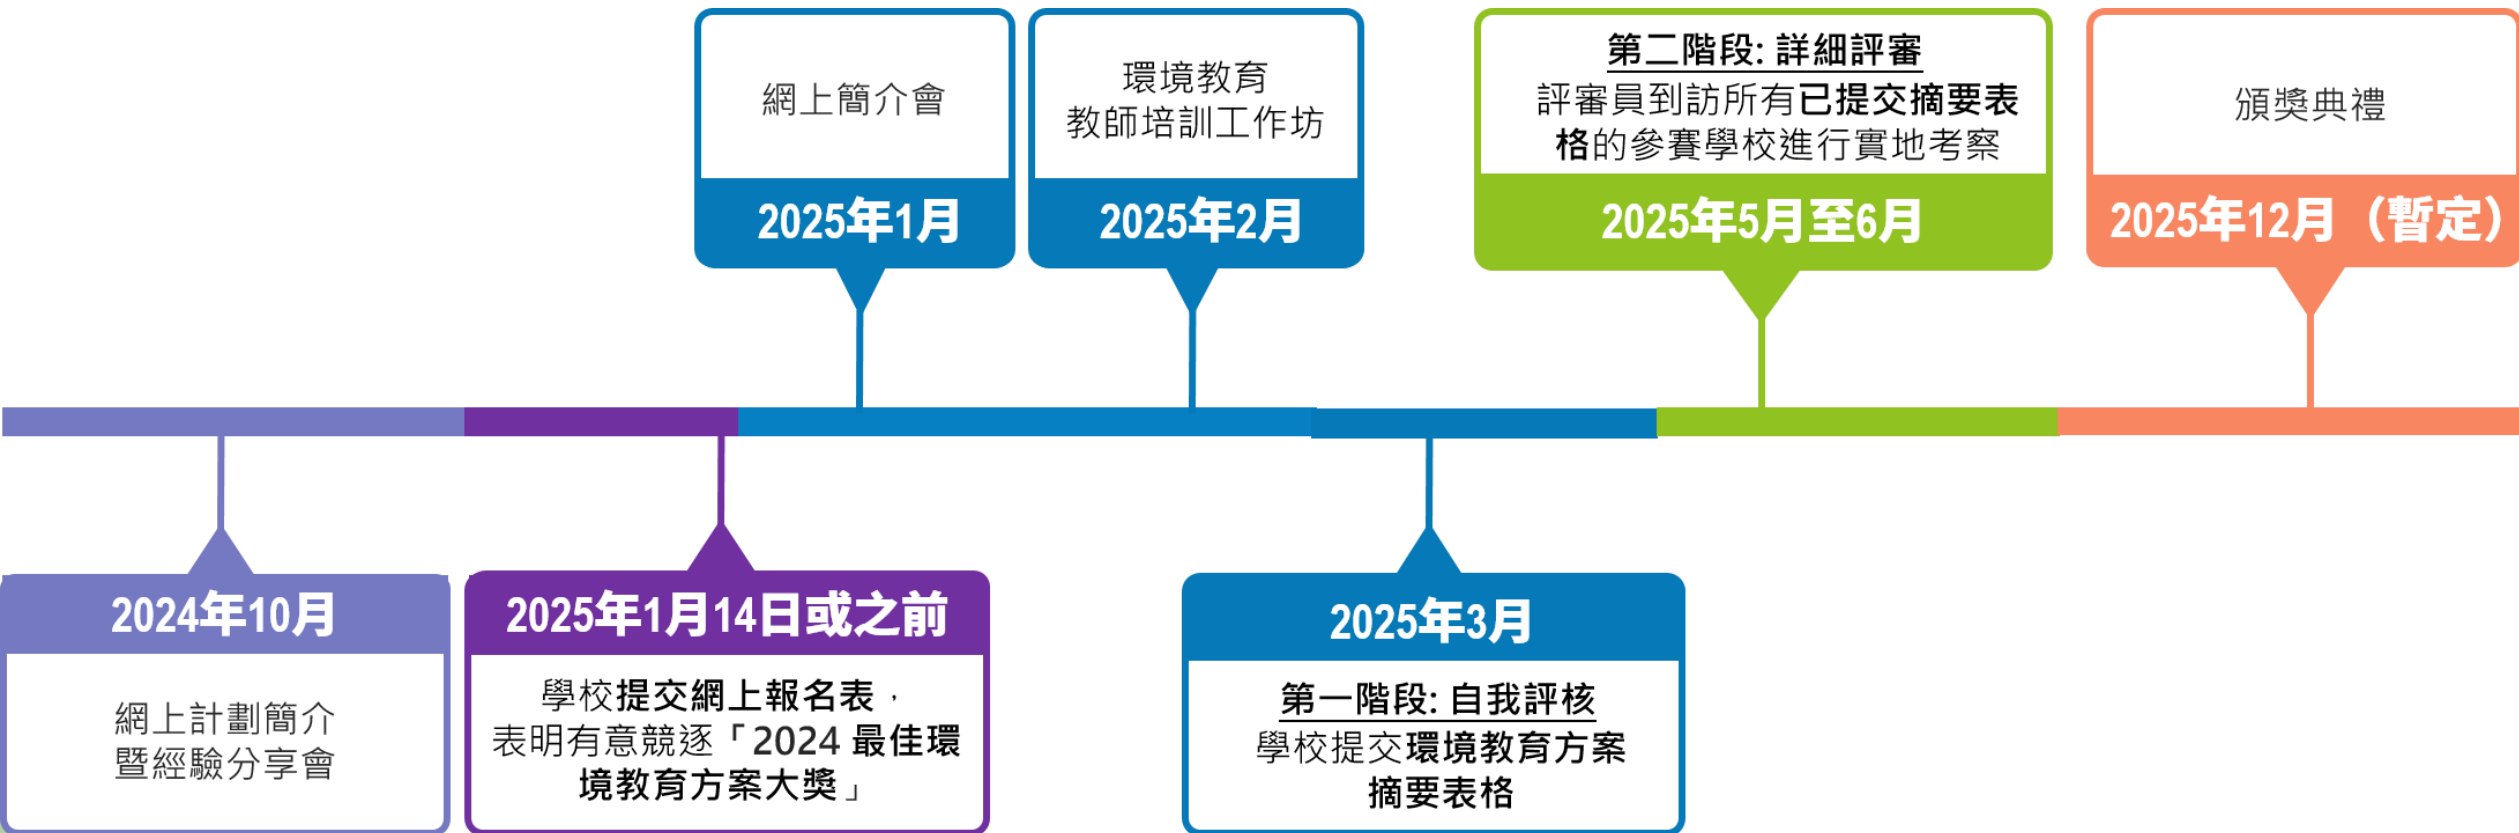 網上簡介會
2025年1月
環境教育
教師培訓工作坊
2025年2月
第二階段: 詳細評審
評審員到訪所有已提交摘要表
格的參賽學校進行實地考察
2025年5月至6月
頒獎典禮
2025年12月（暫定）
2024年10月
網上計劃簡介
暨經驗分享會
2025年1月14日或之前
學校提交網上報名表，
表明有意競逐「2024 最佳環
境教育方案大獎」
2025年3月
第一階段: 自我評核
學校提交環境教育方案
摘要表格